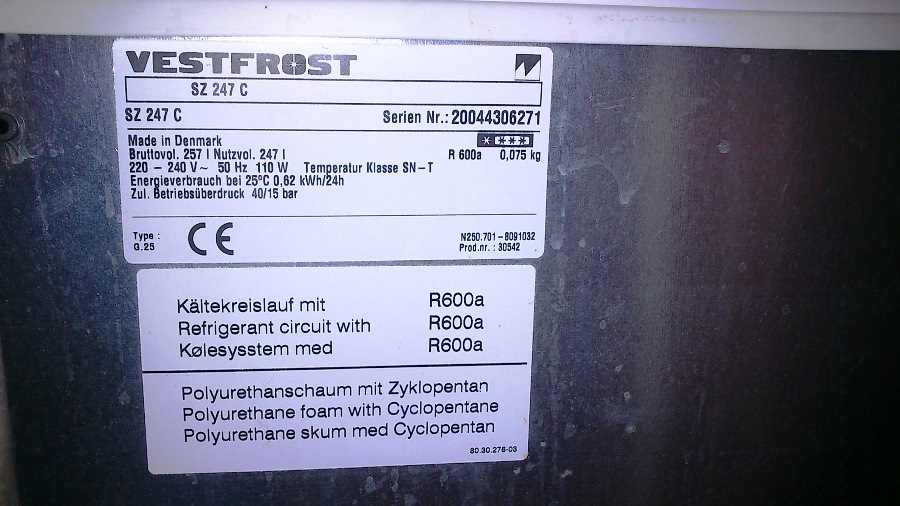 VESTFROST
SZ 247 C
SZ 247 C Serien Nr.: 20044306271
Made in Denmark
Bruttovol. 257 l Nutzvol. 247 l R 600a 0,075 kg
220 – 240 V ~ 50 Hz 110 W Temperatur Klasse SN–T
Energieverbrauch bei 25°C 0,62 kWh/24h
Zul. Betriebsüberdruck 40/15 bar
Type : N250.701-8091032
G.25 CE Prod.nr. : 30542
Kältekreislauf mit R600a
Refrigerant circuit with R600a
Kølesysstem med R600a
Polyurethanschaum mit Zyklopentan
Polyurethane foam with Cyclopentane
Polyurethane skum med Cyclopentan
80.30.276-03